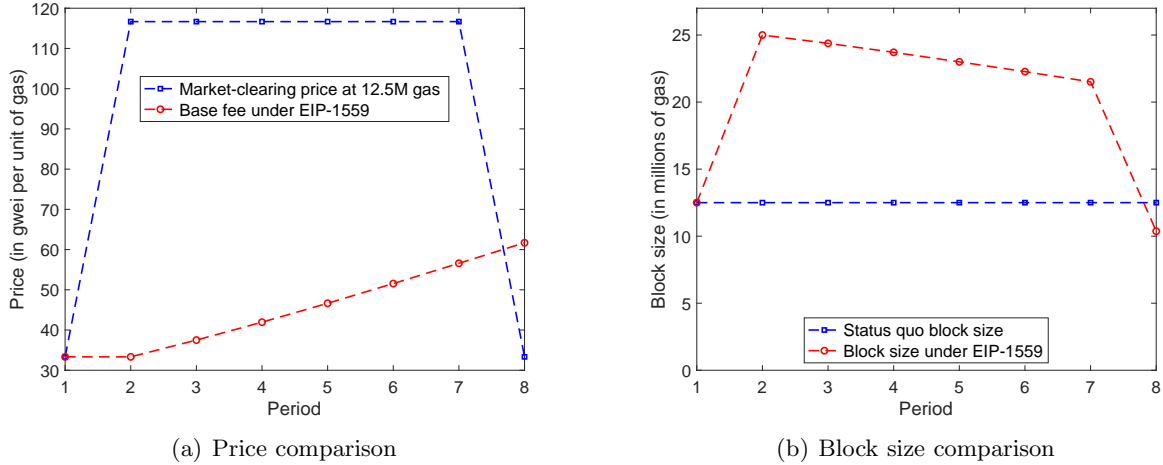 120
110
100
90
80
70
60
50
40
30
Price (in gwei per unit of gas)
Market-clearing price at 12.5M gas
Base fee under EIP-1559
1 2 3 4 5 6 7 8
Period
(a) Price comparison
25
20
15
10
5
0
Block size (in millions of gas)
Status quo block size
Block size under EIP-1559
1 2 3 4 5 6 7 8
Period
(b) Block size comparison